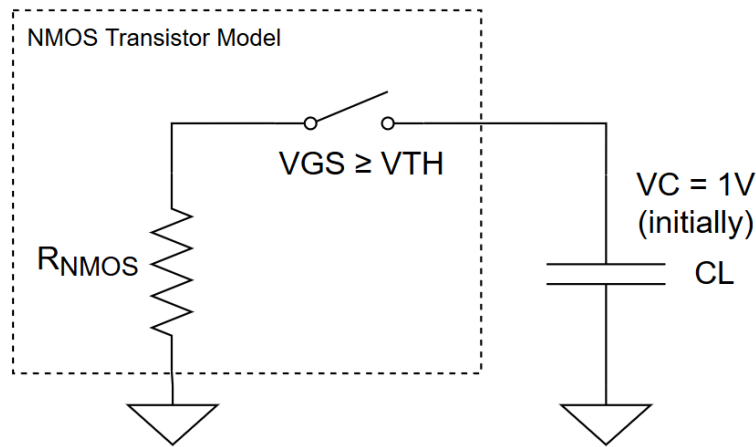 NMOS Transistor Model
VGS ≥ VTH
VC = 1V
(initially)
RNMOS
CL